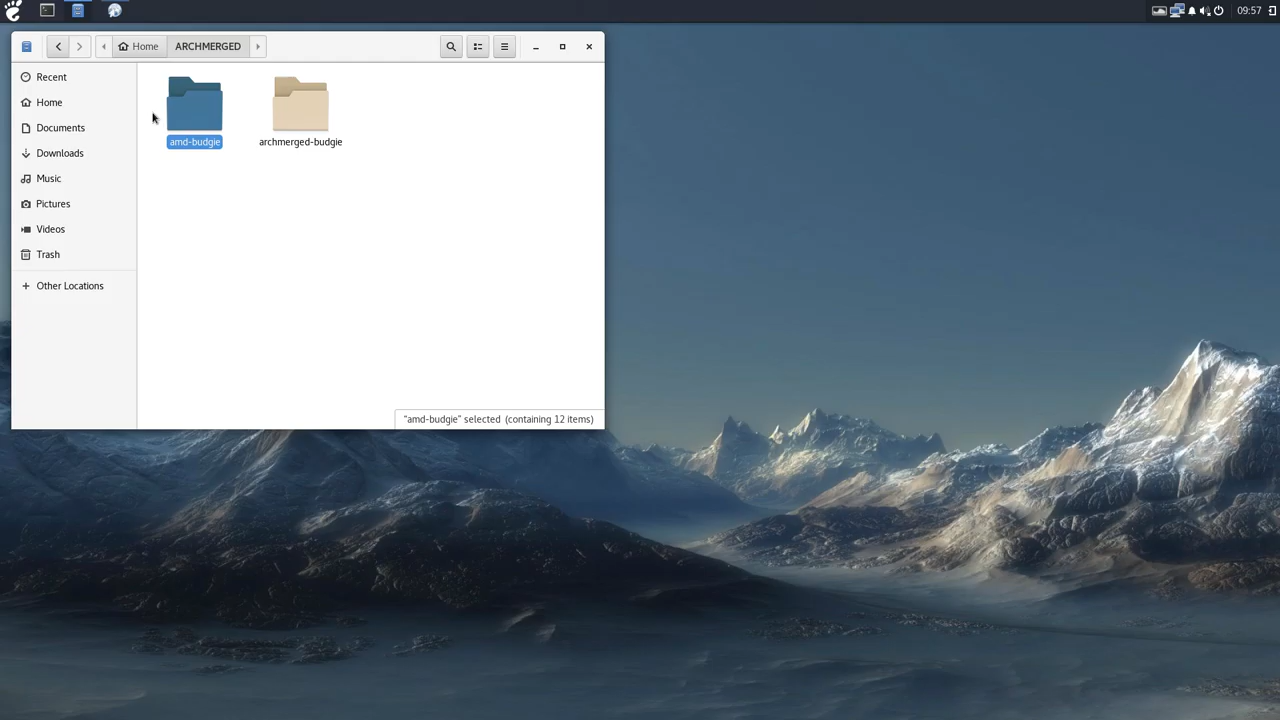 09:57
Home
ARCHMERGED
Recent
Home
Documents
Downloads
Music
Pictures
Videos
Trash
Other Locations
amd-budgie
archmerged-budgie
"amd-budgie" selected (containing 12 items)